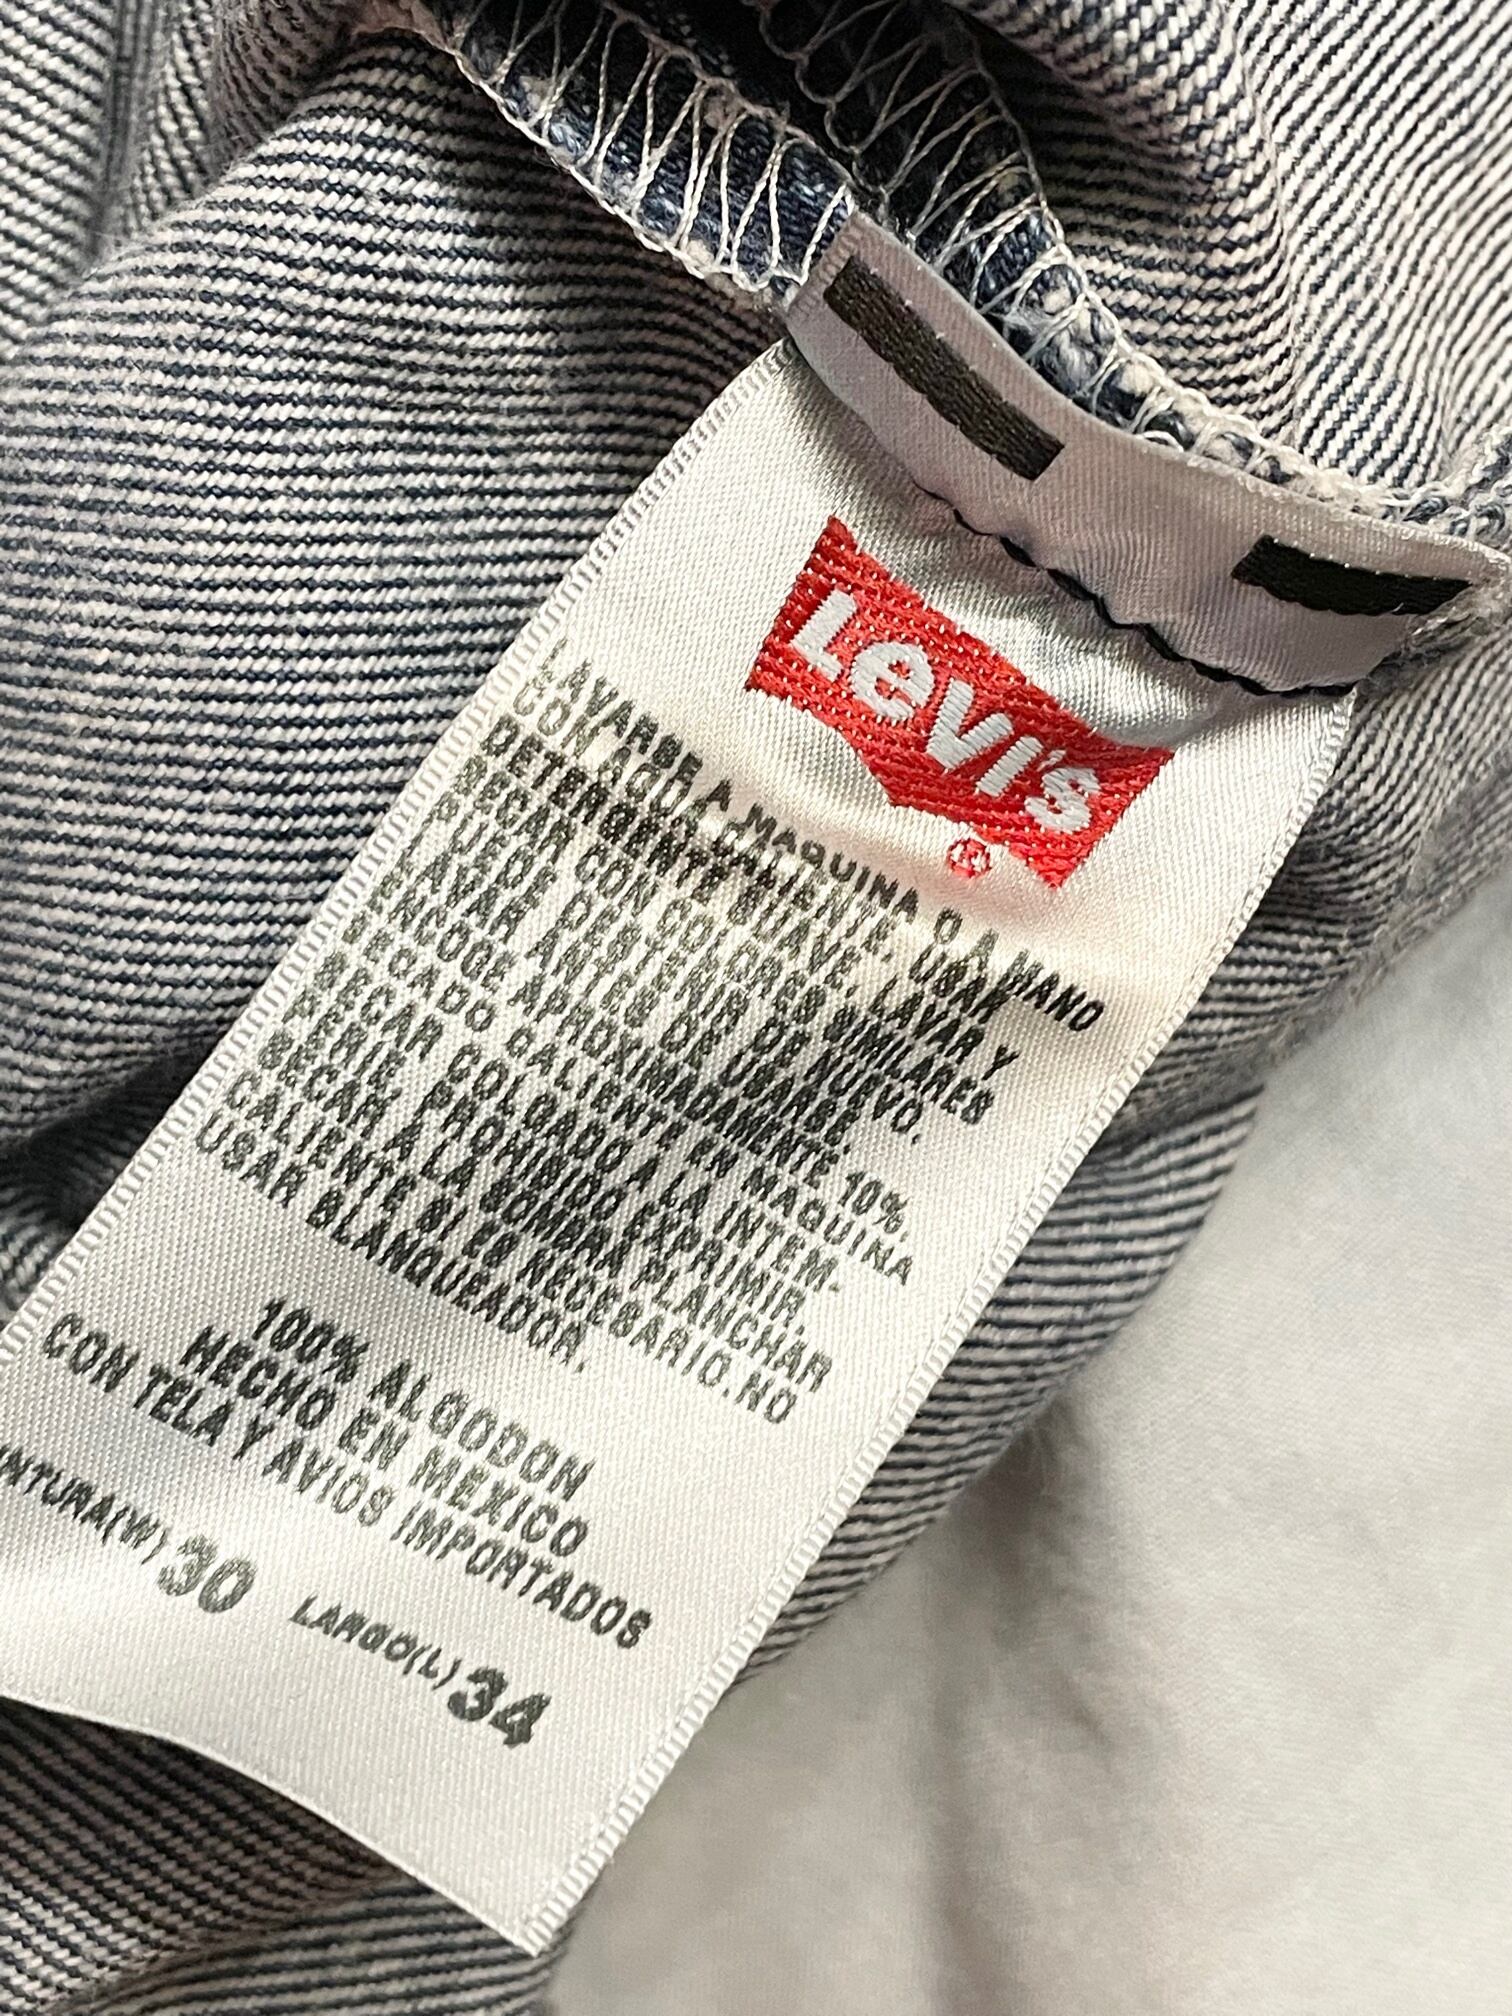 Levi's
®
LAVARSE A MAQUINA O A MANO
CON AGUA CALIENTE. USAR
DETERGENTE SUAVE. LAVAR Y
SECAR CON COLORES SIMILARES
PUEDE DESTEÑIR DE NUEVO.
LAVAR ANTES DE USARSE.
ENCOGE APROXIMADAMENTE 10%.
SECADO CALIENTE EN MAQUINA
SECAR COLGADO A LA INTEM-
PERIE. PROHIBIDO EXPRIMIR.
SECAR A LA SOMBRA PLANCHAR
CALIENTE SI ES NECESARIO.NO
USAR BLANQUEADOR.
100% ALGODON
HECHO EN MEXICO
CON TELA Y AVIOS IMPORTADOS
INTURA(W) 30 LARGO(L) 34